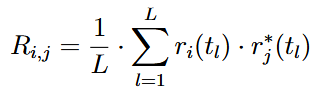 R_{i,j} = \frac{1}{L} \cdot \sum_{l=1}^{L} r_i(t_l) \cdot r_j^*(t_l)